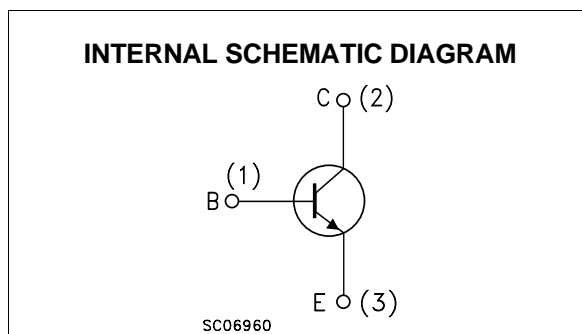 INTERNAL SCHEMATIC DIAGRAM
C (2)
(1)
B
E (3)
SC06960